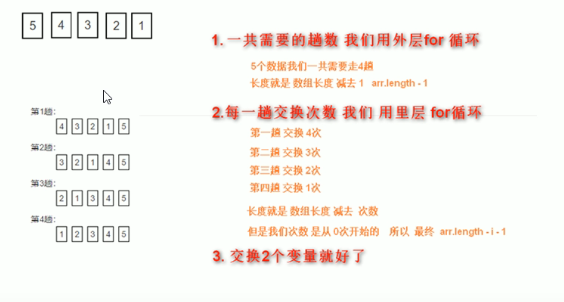 5 4 3 2 1
1. 一共需要的趟数 我们用外层for 循环
5个数据我们一共需要走4趟
长度就是 数组长度 减去 1 arr.length - 1
第1趟:
4 3 2 1 5
第2趟:
3 2 1 4 5
第3趟:
2 1 3 4 5
第4趟:
1 2 3 4 5
2.每一趟交换次数 我们 用里层 for循环
第一趟 交换 4次
第二趟 交换 3次
第三趟 交换 2次
第四趟 交换 1次
长度就是 数组长度 减去 次数
但是我们次数 是从 0次开始的 所以 最终 arr.length - i - 1
3. 交换2个变量就好了